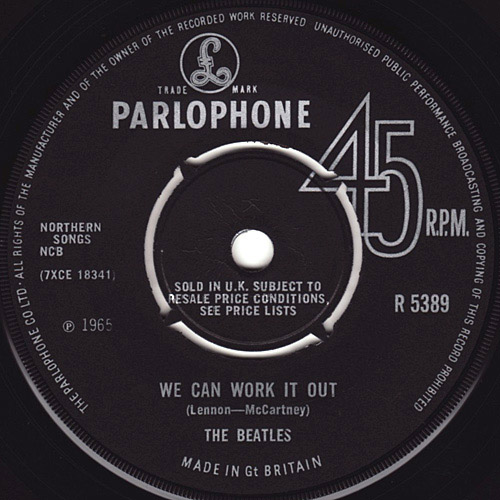 THE PARLOPHONE CO LTD · ALL RIGHTS OF THE MANUFACTURER AND OF THE OWNER OF THE RECORDED WORK RESERVED UNAUTHORISED PUBLIC PERFORMANCE BROADCASTING AND COPYING OF THIS RECORD PROHIBITED
£
TRADE MARK
PARLOPHONE
45
R.P.M.
NORTHERN
SONGS
NCB
(7XCE 18341)
SOLD IN U.K. SUBJECT TO
RESALE PRICE CONDITIONS,
SEE PRICE LISTS
R 5389
℗ 1965
WE CAN WORK IT OUT
(Lennon—McCartney)
THE BEATLES
MADE IN Gt BRITAIN